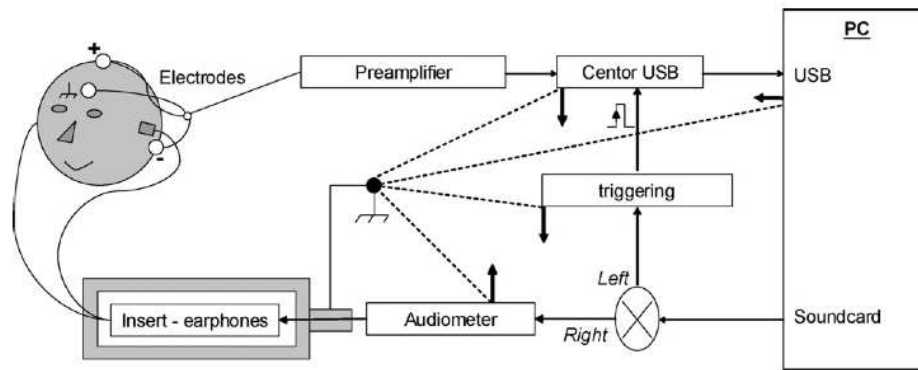 PC
+
Electrodes
Preamplifier
Centor USB
USB
-
triggering
Left
Insert - earphones
Audiometer
Right
Soundcard